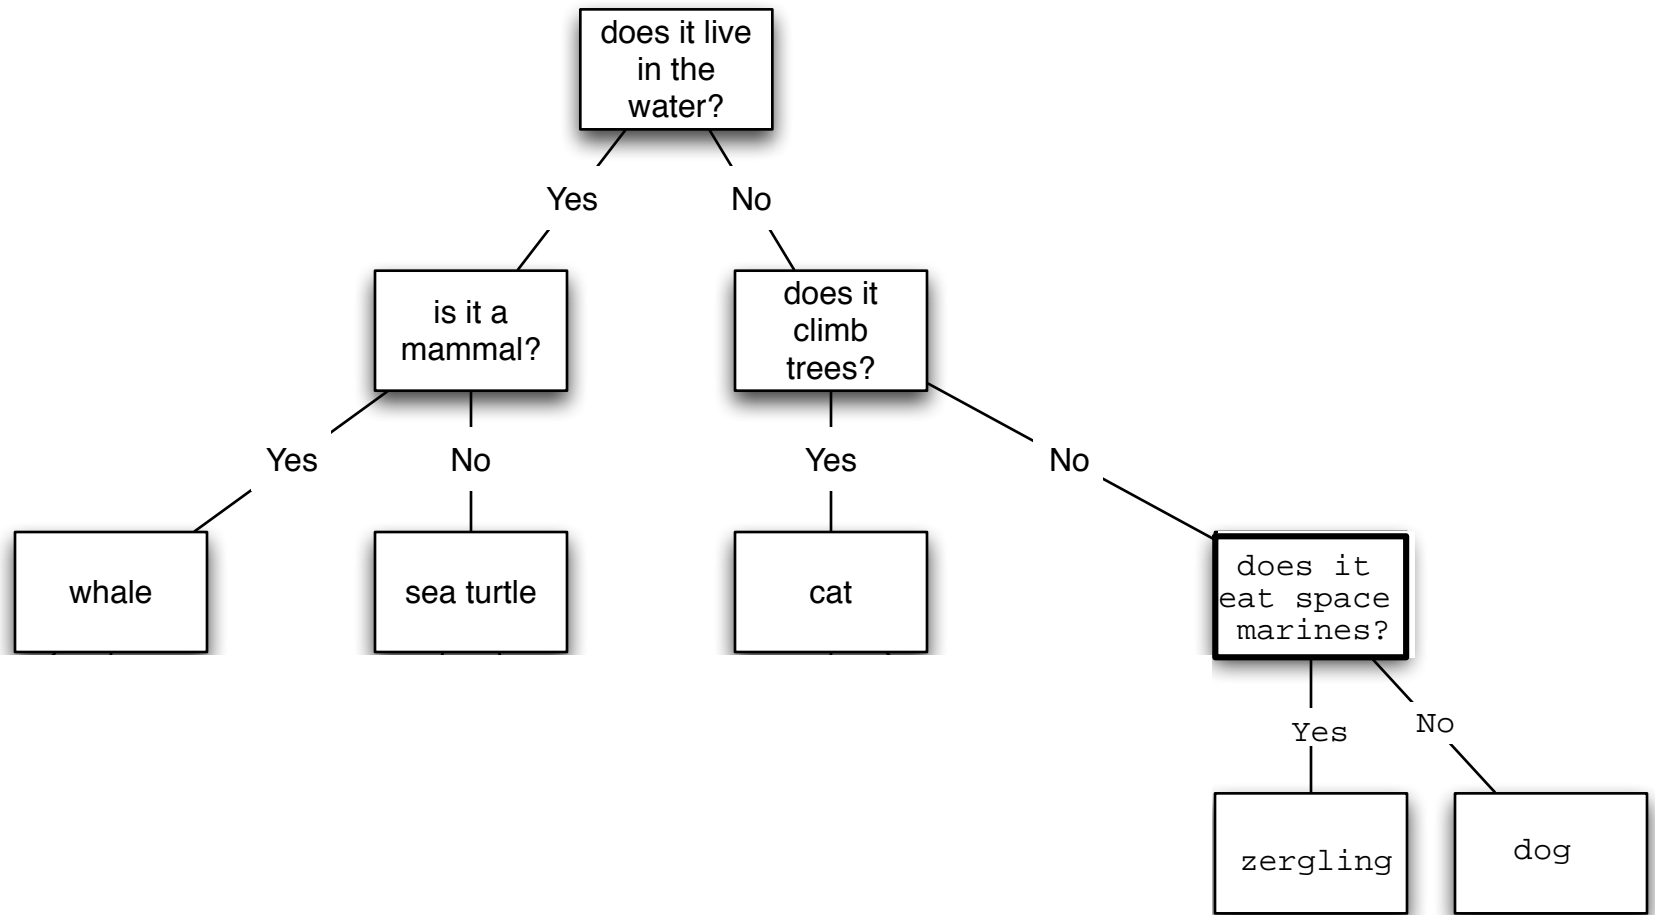 does it live
in the
water?
Yes
No
is it a
mammal?
does it
climb
trees?
Yes
No
Yes
No
whale
sea turtle
cat
does it
eat space
marines?
Yes
No
zergling
dog